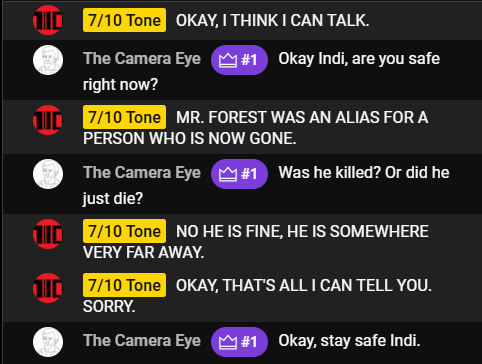 7/10 Tone OKAY, I THINK I CAN TALK.
The Camera Eye #1 Okay Indi, are you safe
right now?
7/10 Tone MR. FOREST WAS AN ALIAS FOR A
PERSON WHO IS NOW GONE.
The Camera Eye #1 Was he killed? Or did he
just die?
7/10 Tone NO HE IS FINE, HE IS SOMEWHERE
VERY FAR AWAY.
7/10 Tone OKAY, THAT'S ALL I CAN TELL YOU.
SORRY.
The Camera Eye #1 Okay, stay safe Indi.